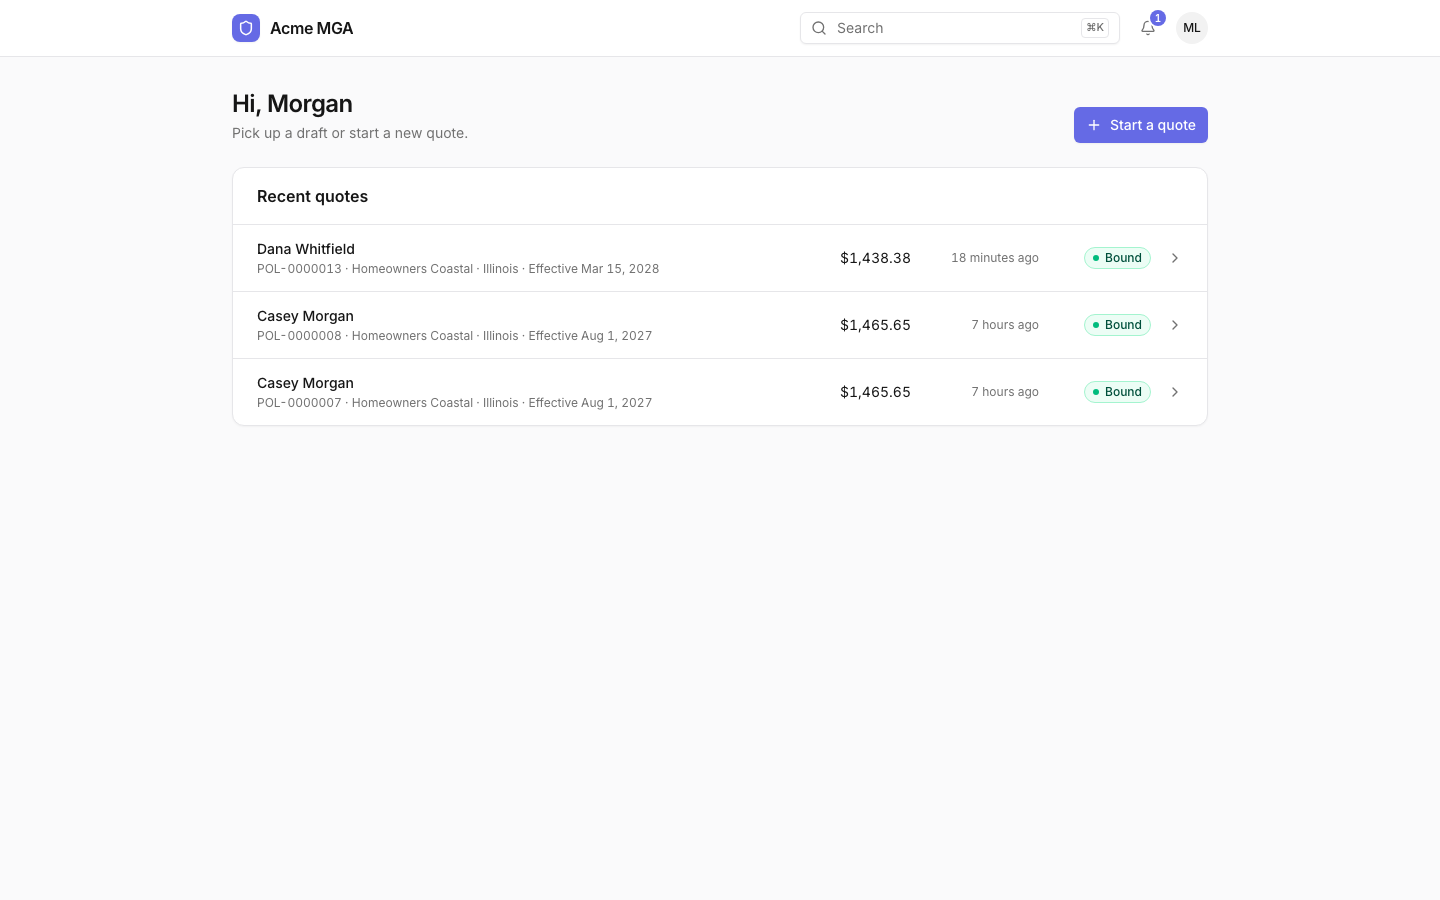 Acme MGA
Search
⌘K
1
ML
Hi, Morgan
Pick up a draft or start a new quote.
Start a quote
Recent quotes
Dana Whitfield
POL-0000013 · Homeowners Coastal · Illinois · Effective Mar 15, 2028
$1,438.38
18 minutes ago
Bound
Casey Morgan
POL-0000008 · Homeowners Coastal · Illinois · Effective Aug 1, 2027
$1,465.65
7 hours ago
Bound
Casey Morgan
POL-0000007 · Homeowners Coastal · Illinois · Effective Aug 1, 2027
$1,465.65
7 hours ago
Bound